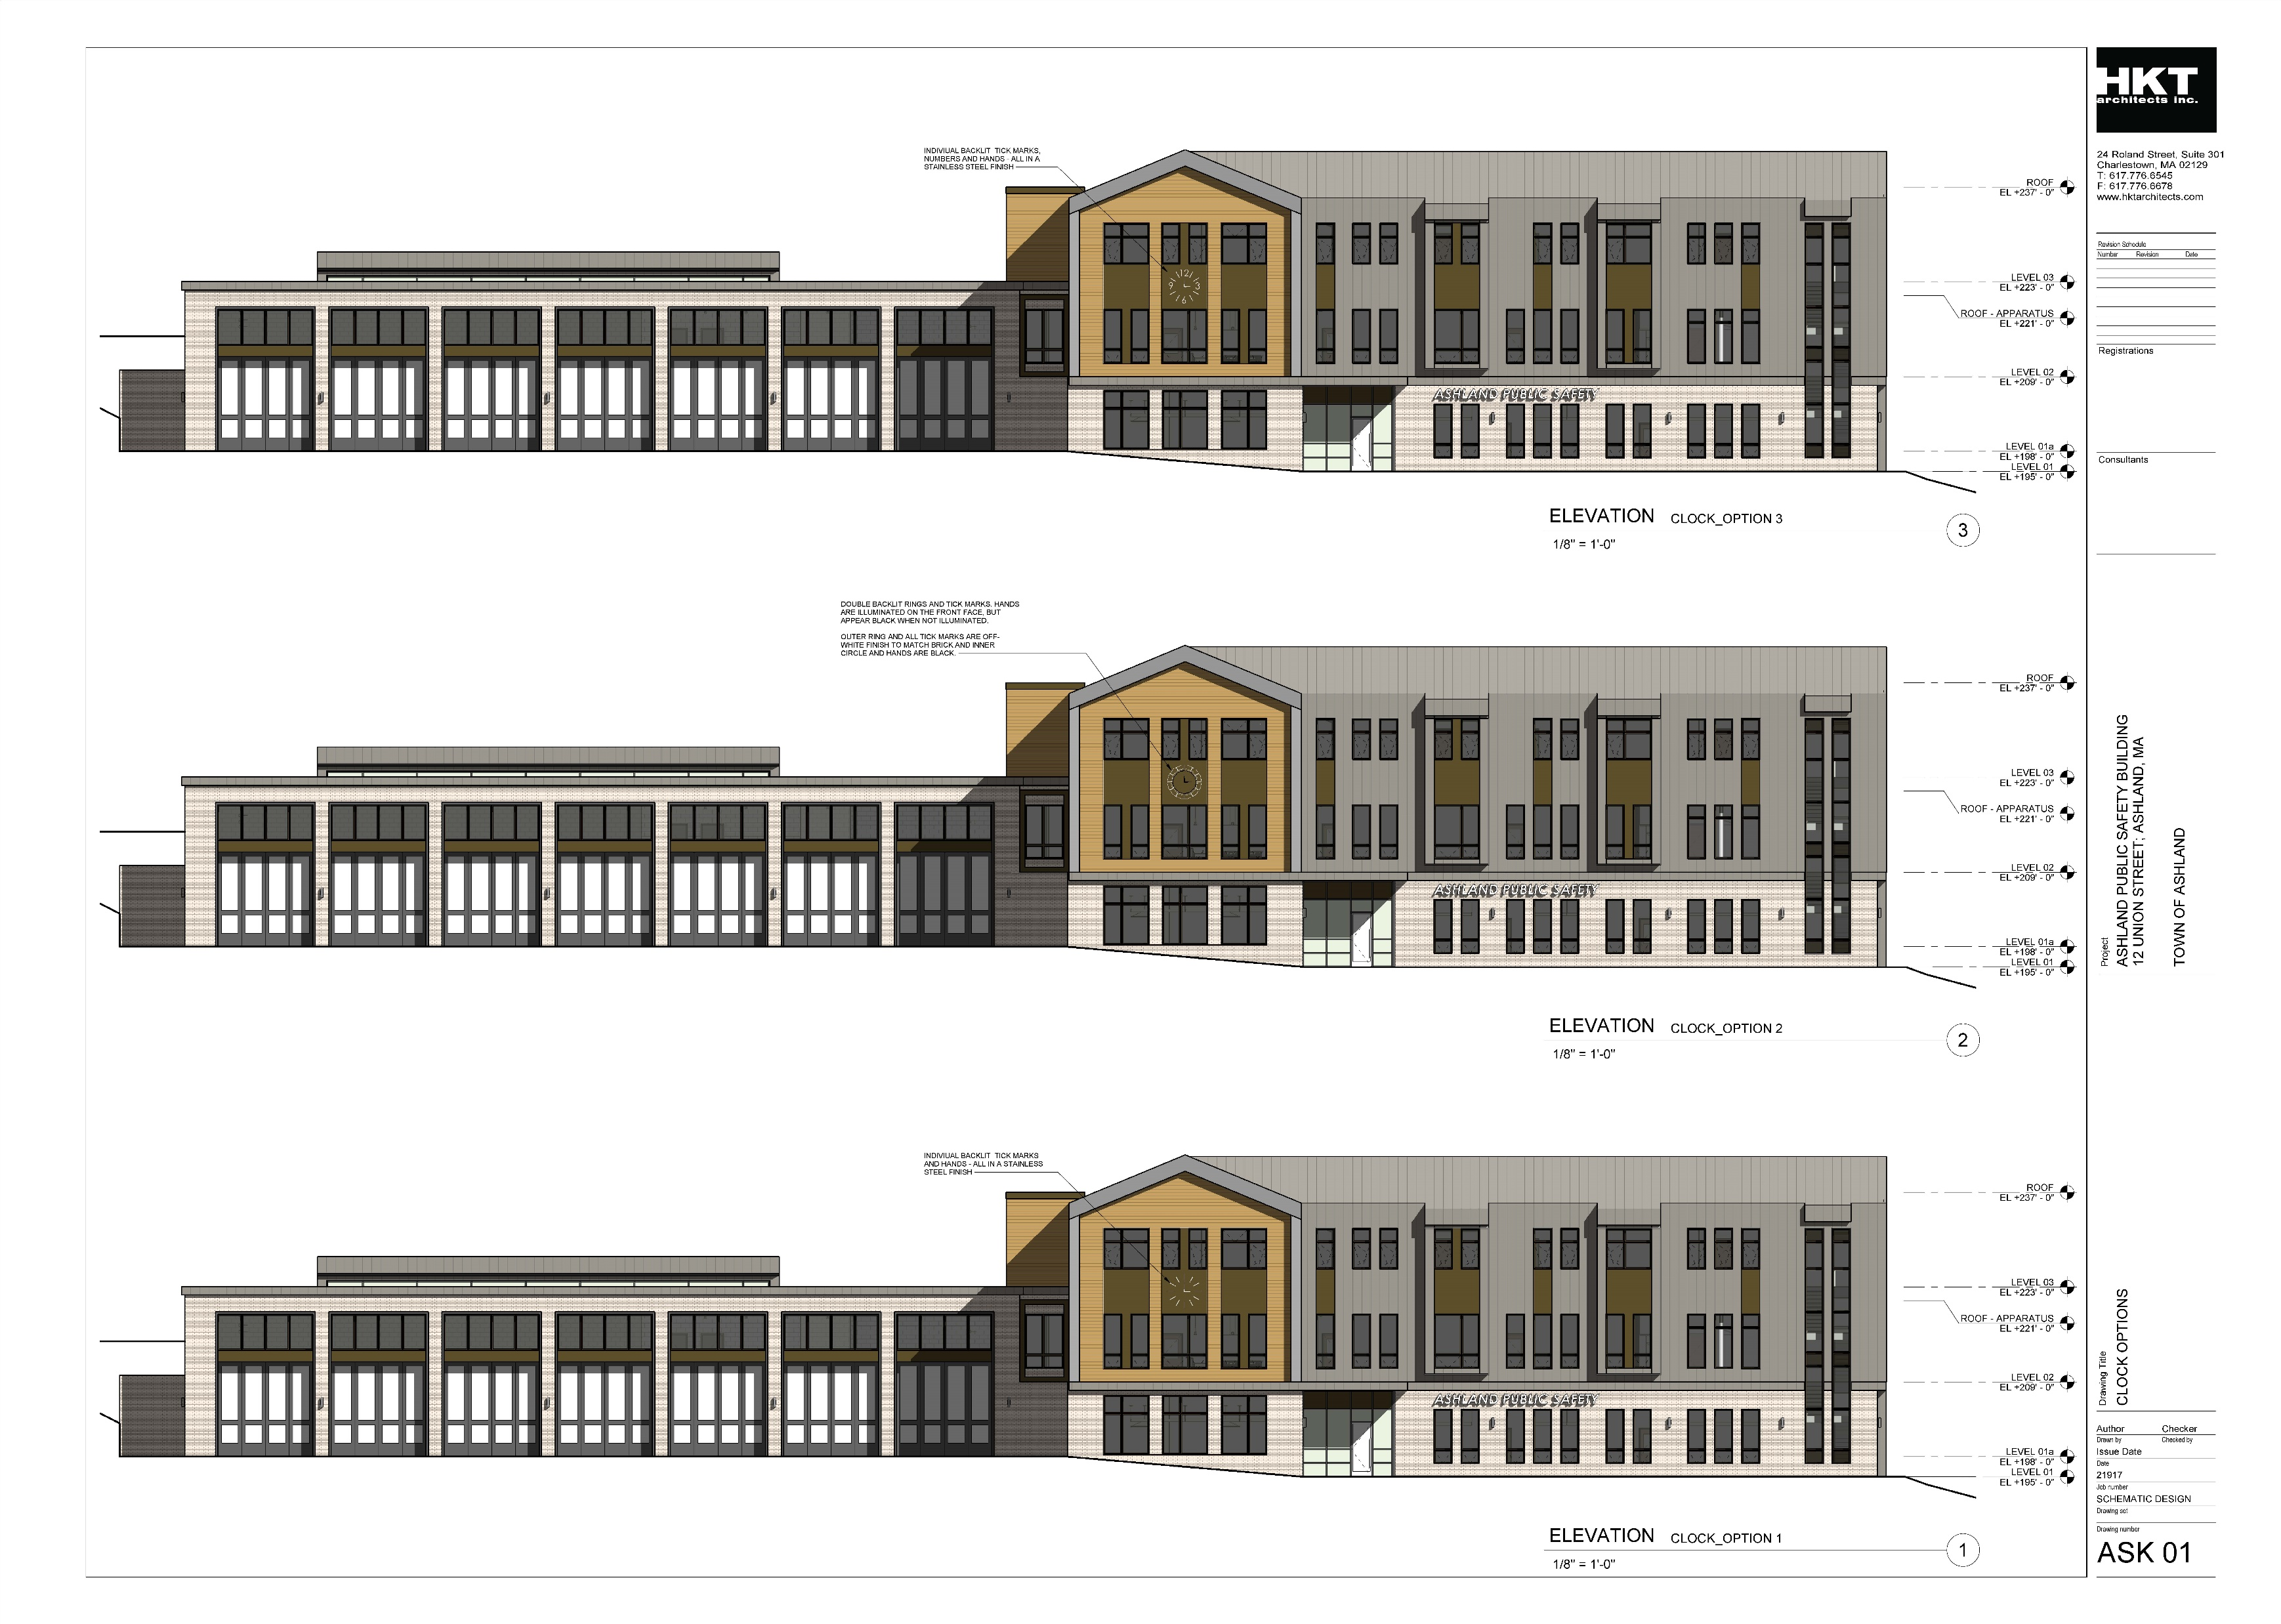 INDIVIUAL BACKLIT TICK MARKS,
NUMBERS AND HANDS - ALL IN A
STAINLESS STEEL FINISH
12
9 3
6
ASHLAND PUBLIC SAFETY
ROOF
EL +237' - 0"
LEVEL 03
EL +223' - 0"
ROOF - APPARATUS
EL +221' - 0"
LEVEL 02
EL +209' - 0"
LEVEL 01a
EL +198' - 0"
LEVEL 01
EL +195' - 0"
ELEVATION CLOCK_OPTION 3
3
1/8" = 1'-0"
DOUBLE BACKLIT RINGS AND TICK MARKS. HANDS
ARE ILLUMINATED ON THE FRONT FACE, BUT
APPEAR BLACK WHEN NOT ILLUMINATED.
OUTER RING AND ALL TICK MARKS ARE OFF-
WHITE FINISH TO MATCH BRICK AND INNER
CIRCLE AND HANDS ARE BLACK.
ASHLAND PUBLIC SAFETY
ROOF
EL +237' - 0"
LEVEL 03
EL +223' - 0"
ROOF - APPARATUS
EL +221' - 0"
LEVEL 02
EL +209' - 0"
LEVEL 01a
EL +198' - 0"
LEVEL 01
EL +195' - 0"
ELEVATION CLOCK_OPTION 2
2
1/8" = 1'-0"
INDIVIUAL BACKLIT TICK MARKS
AND HANDS - ALL IN A STAINLESS
STEEL FINISH
ASHLAND PUBLIC SAFETY
ROOF
EL +237' - 0"
LEVEL 03
EL +223' - 0"
ROOF - APPARATUS
EL +221' - 0"
LEVEL 02
EL +209' - 0"
LEVEL 01a
EL +198' - 0"
LEVEL 01
EL +195' - 0"
ELEVATION CLOCK_OPTION 1
1
1/8" = 1'-0"
HKT
architects inc.
24 Roland Street, Suite 301
Charlestown, MA 02129
T: 617.776.6545
F: 617.776.6678
www.hktarchitects.com
Revision Schedule
Number Revision Date
Registrations
Consultants
Project
ASHLAND PUBLIC SAFETY BUILDING
12 UNION STREET; ASHLAND, MA
TOWN OF ASHLAND
Drawing Title
CLOCK OPTIONS
Author Checker
Drawn by Checked by
Issue Date
Date
21917
Job number
SCHEMATIC DESIGN
Drawing set
Drawing number
ASK 01